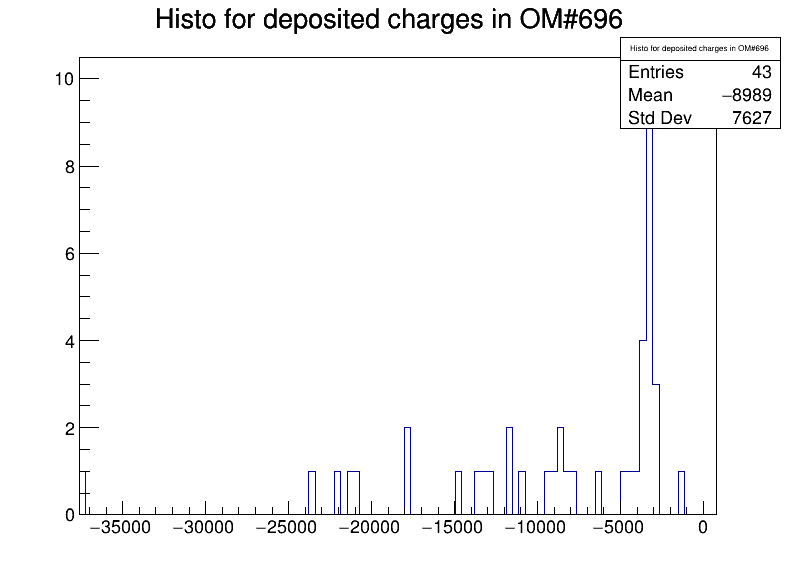 Histo for deposited charges in OM#696
Histo for deposited charges in OM#696
Entries 43
Mean −8989
Std Dev 7627
10
8
6
4
2
0
−35000 −30000 −25000 −20000 −15000 −10000 −5000 0